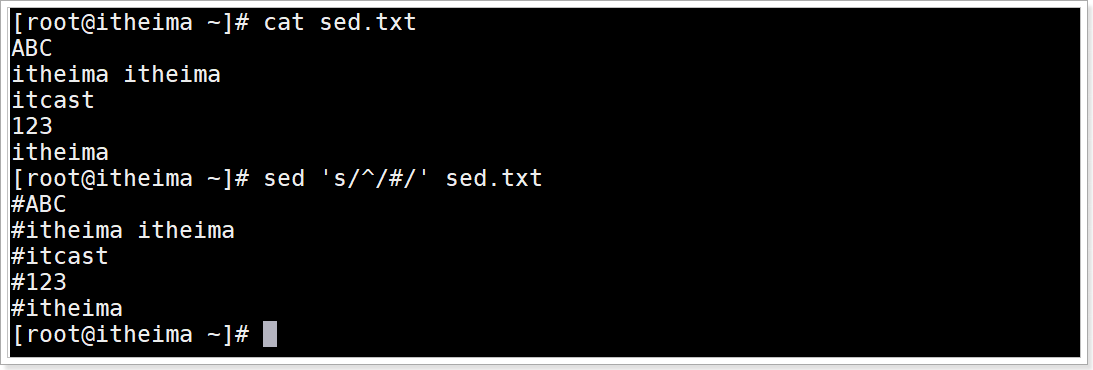 [root@itheima ~]# cat sed.txt
ABC
itheima itheima
itcast
123
itheima
[root@itheima ~]# sed 's/^/#/' sed.txt
#ABC
#itheima itheima
#itcast
#123
#itheima
[root@itheima ~]#